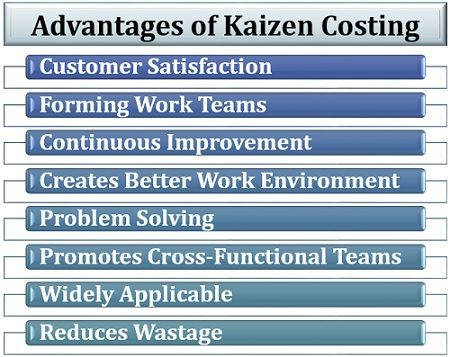 Advantages of Kaizen Costing
Customer Satisfaction
Forming Work Teams
Continuous Improvement
Creates Better Work Environment
Problem Solving
Promotes Cross-Functional Teams
Widely Applicable
Reduces Wastage